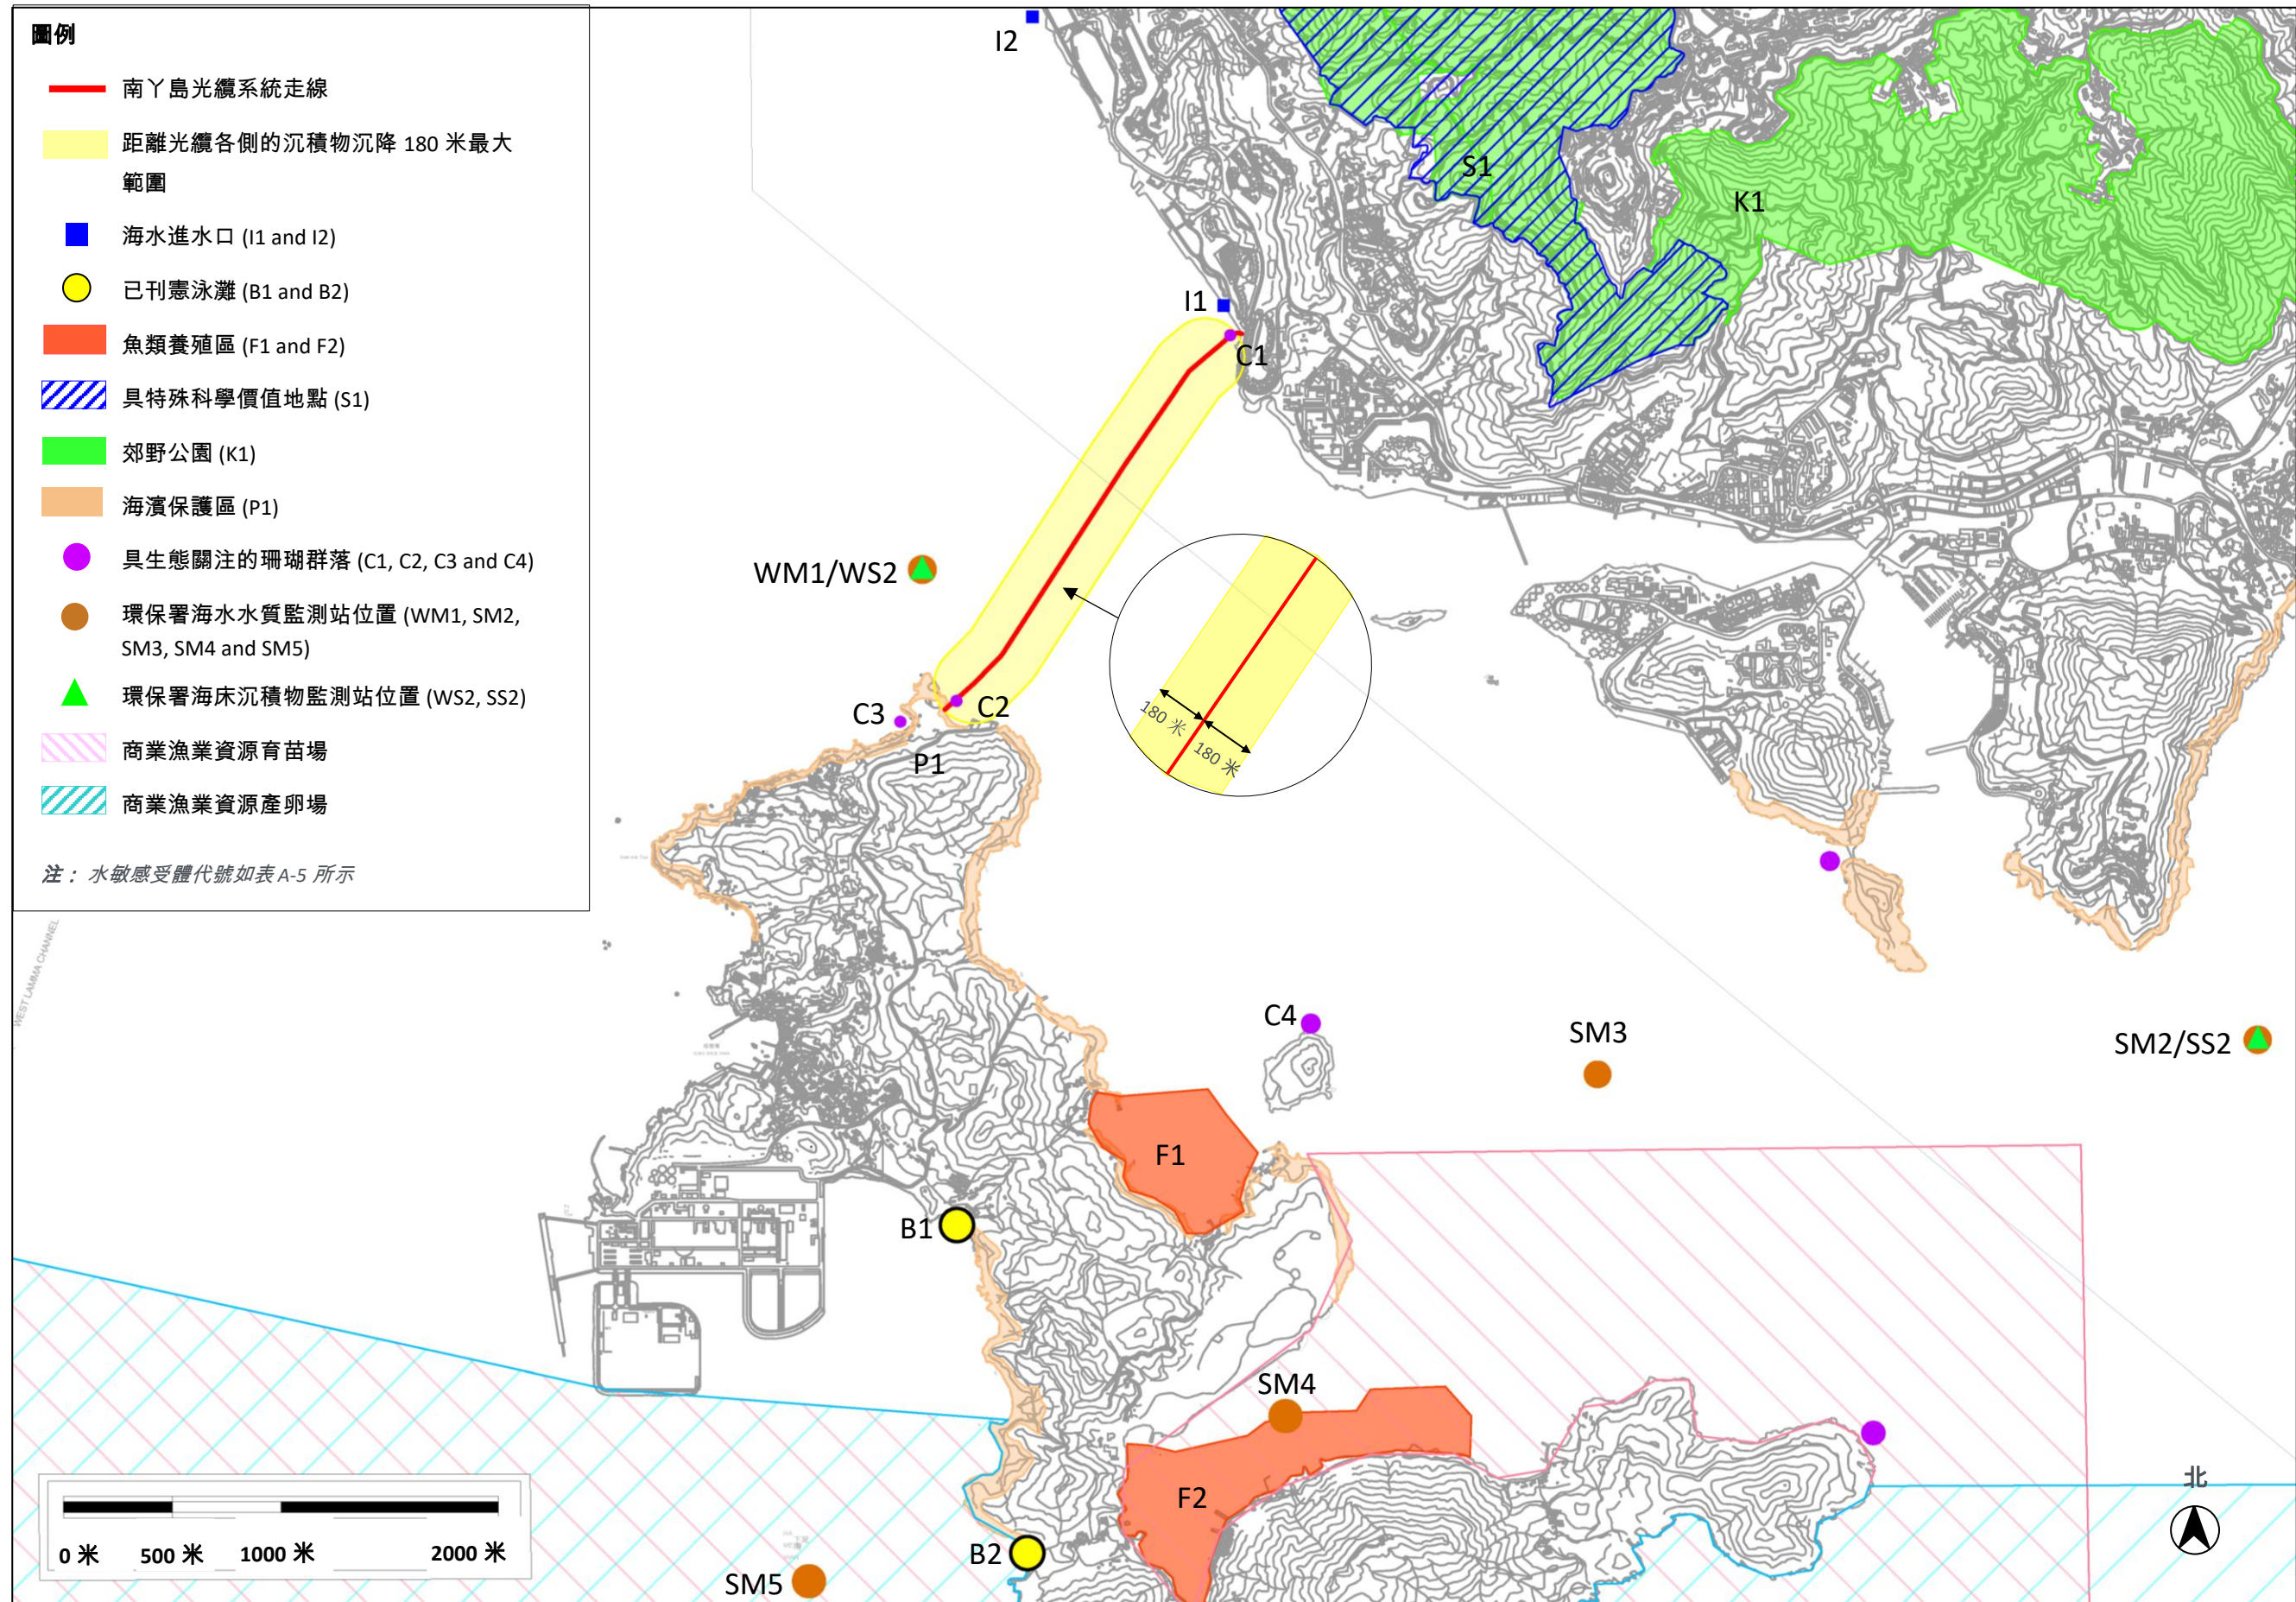 圖例
南丫島光纜系統走線
距離光纜各側的沉積物沉降 180 米最大
範圍
海水進水口 (I1 and I2)
已刊憲泳灘 (B1 and B2)
魚類養殖區 (F1 and F2)
具特殊科學價值地點 (S1)
郊野公園 (K1)
海濱保護區 (P1)
具生態關注的珊瑚群落 (C1, C2, C3 and C4)
環保署海水水質監測站位置 (WM1, SM2,
SM3, SM4 and SM5)
環保署海床沉積物監測站位置 (WS2, SS2)
商業漁業資源育苗場
商業漁業資源產卵場
注：水敏感受體代號如表 A-5 所示
I2
S1
K1
I1
C1
WM1/WS2
C3
C2
P1
180 米
180 米
WEST LAMMA CHANNEL
C4
SM3
SM2/SS2
F1
B1
SM4
F2
B2
SM5
北
0 米
500 米
1000 米
2000 米